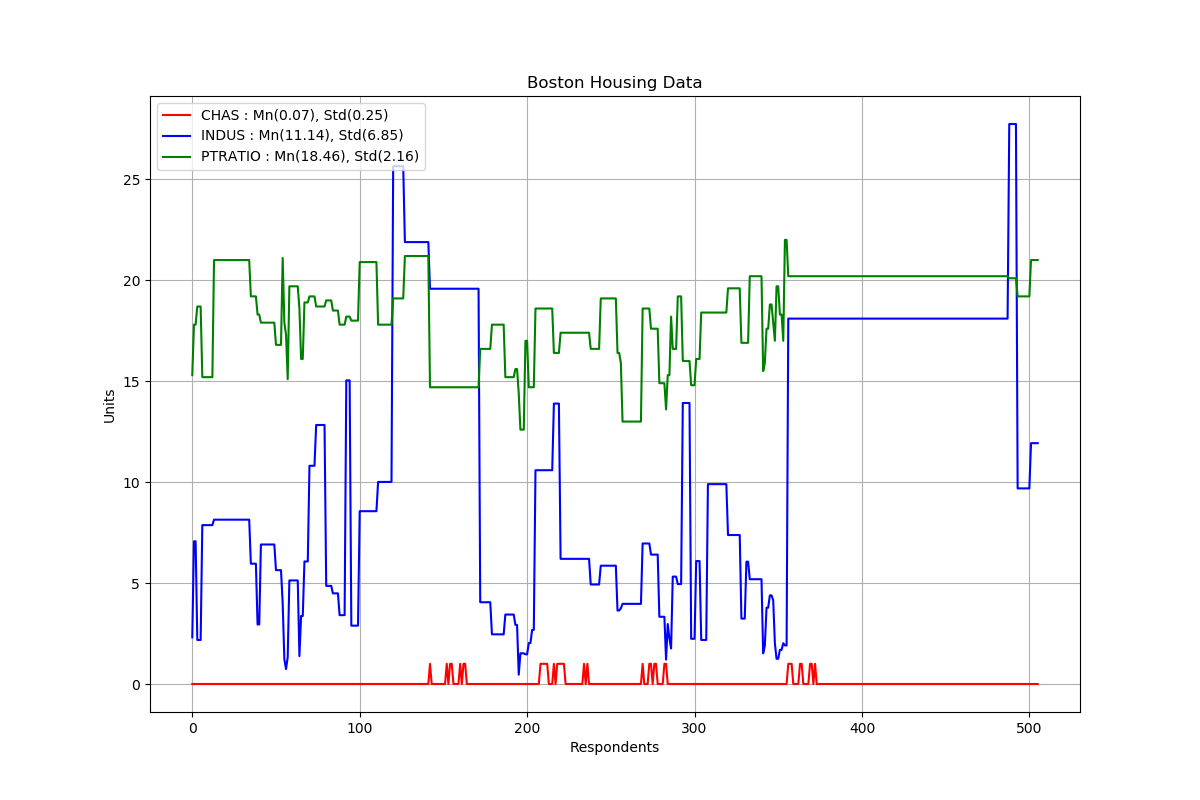 Boston Housing Data
CHAS : Mn(0.07), Std(0.25)
INDUS : Mn(11.14), Std(6.85)
PTRATIO : Mn(18.46), Std(2.16)
25
20
15
10
5
0
Units
0 100 200 300 400 500
Respondents